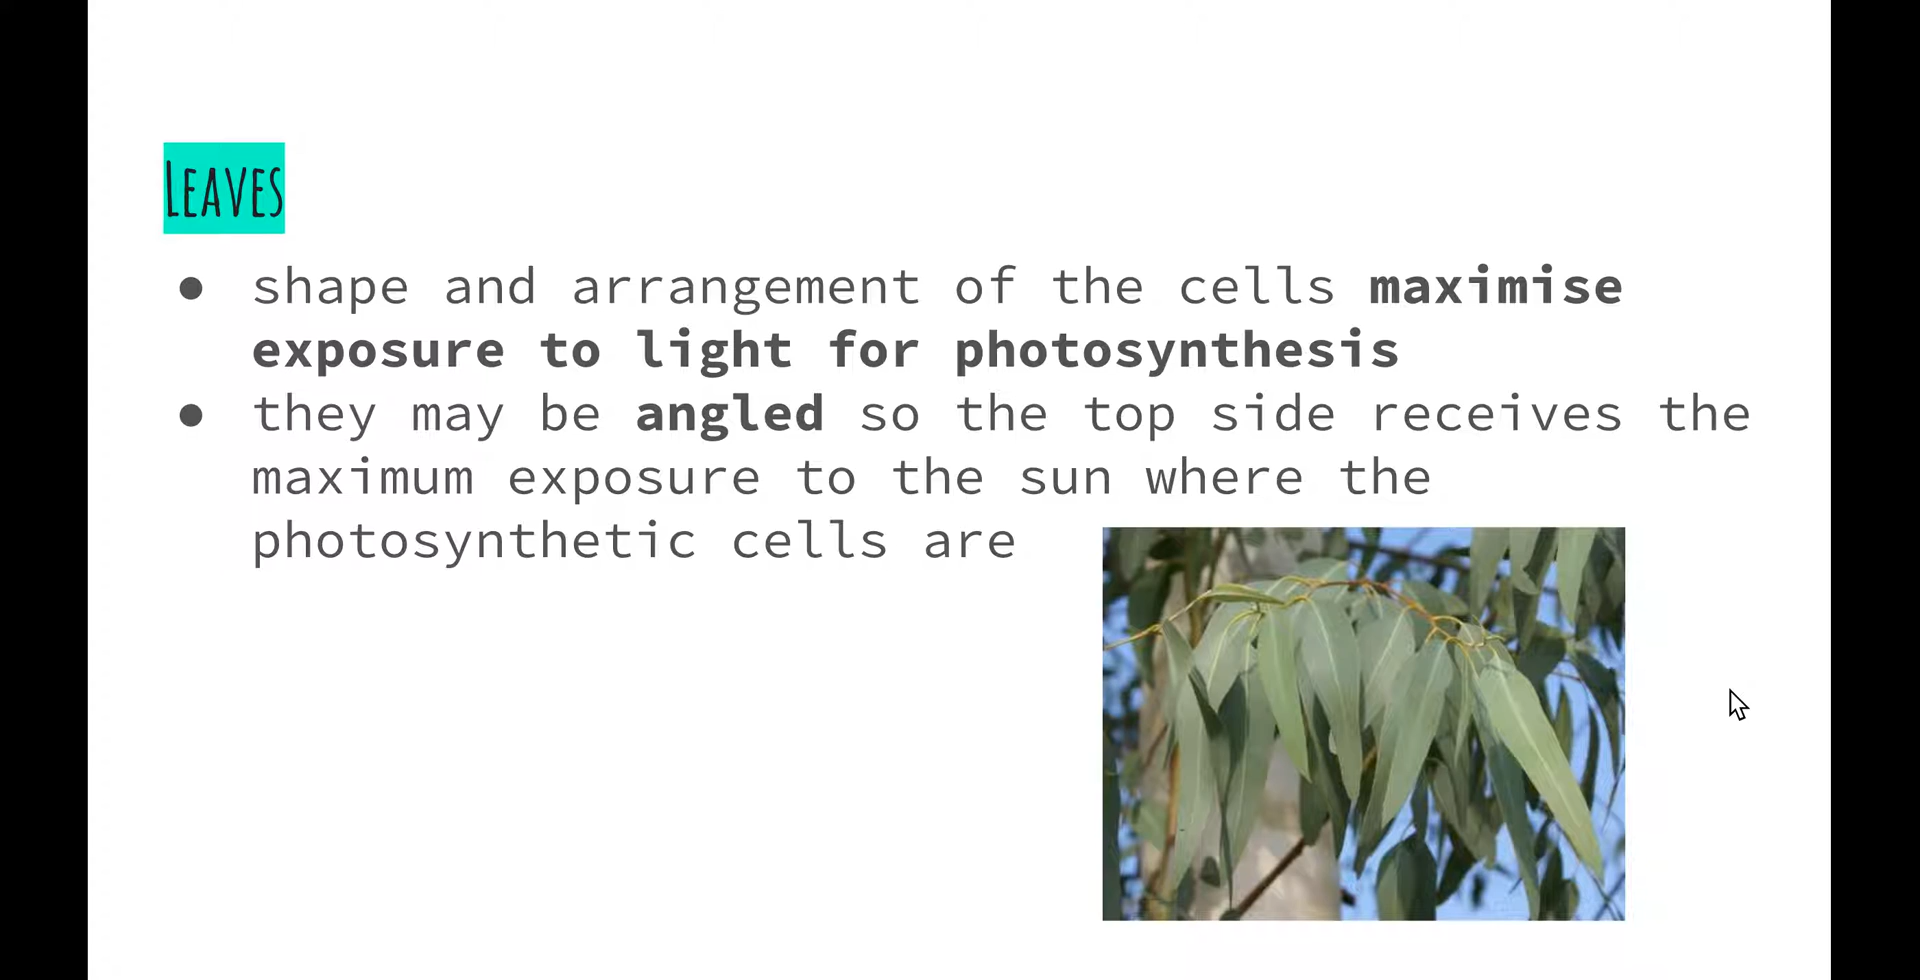 Leaves
● shape and arrangement of the cells maximise
exposure to light for photosynthesis
● they may be angled so the top side receives the
maximum exposure to the sun where the
photosynthetic cells are